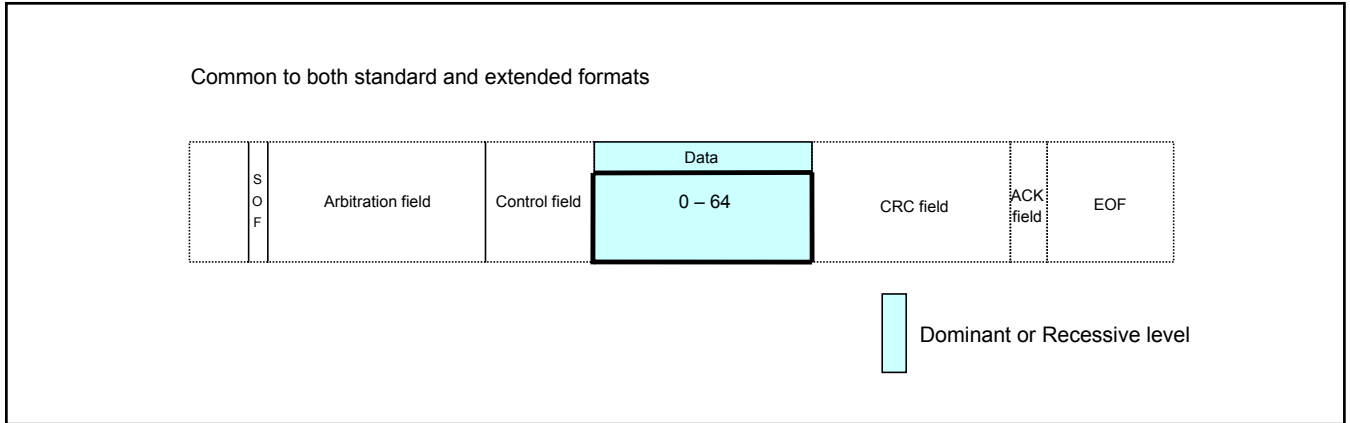 Common to both standard and extended formats
Data
S
O
F
Arbitration field
Control field
0 – 64
CRC field
ACK
field
EOF
Dominant or Recessive level